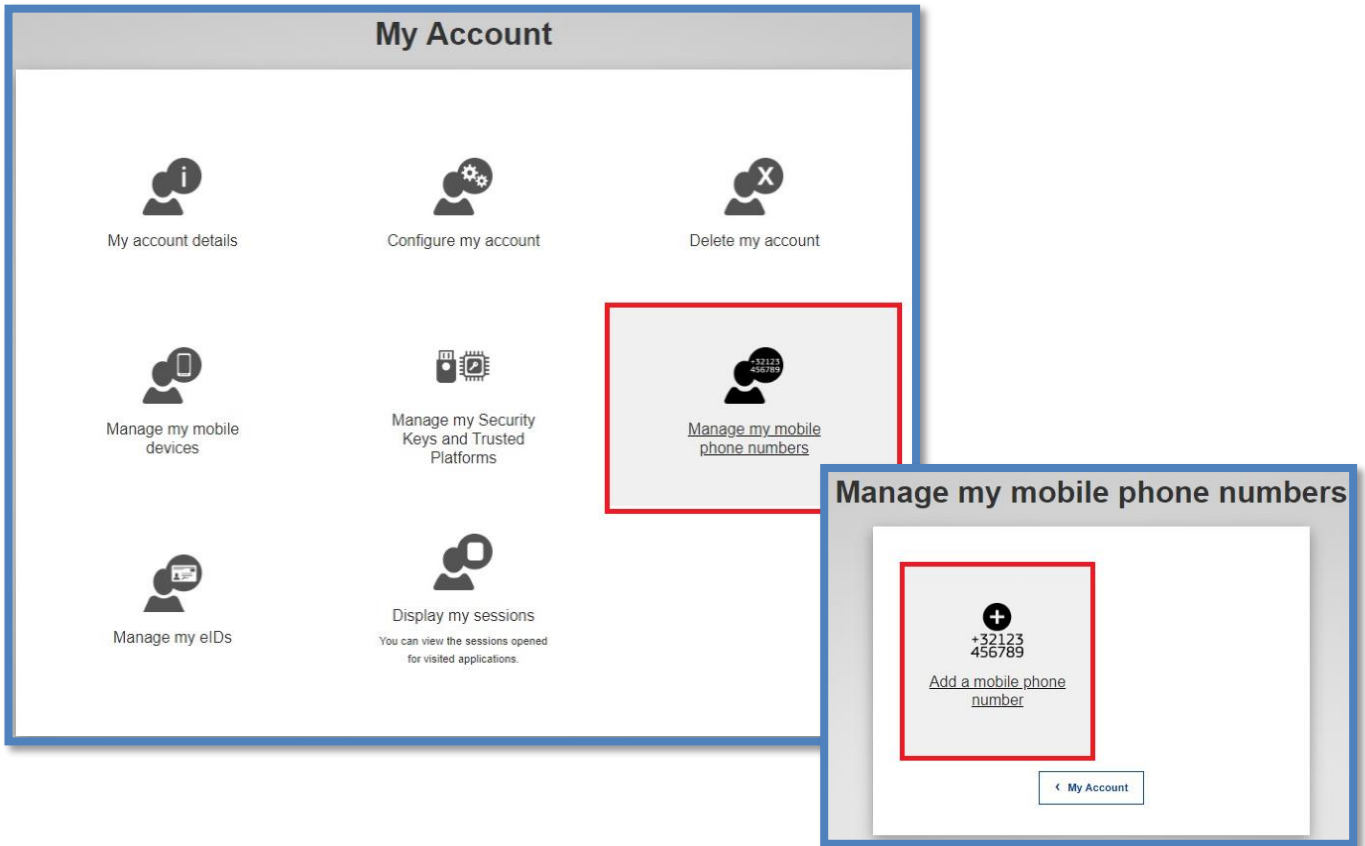 My Account
i
X
My account details
Configure my account
Delete my account
+32123
456789
Manage my mobile
devices
Manage my Security
Keys and Trusted
Platforms
Manage my mobile
phone numbers
Manage my eIDs
Display my sessions
You can view the sessions opened
for visited applications.
Manage my mobile phone numbers
+32123
456789
Add a mobile phone
number
‹ My Account